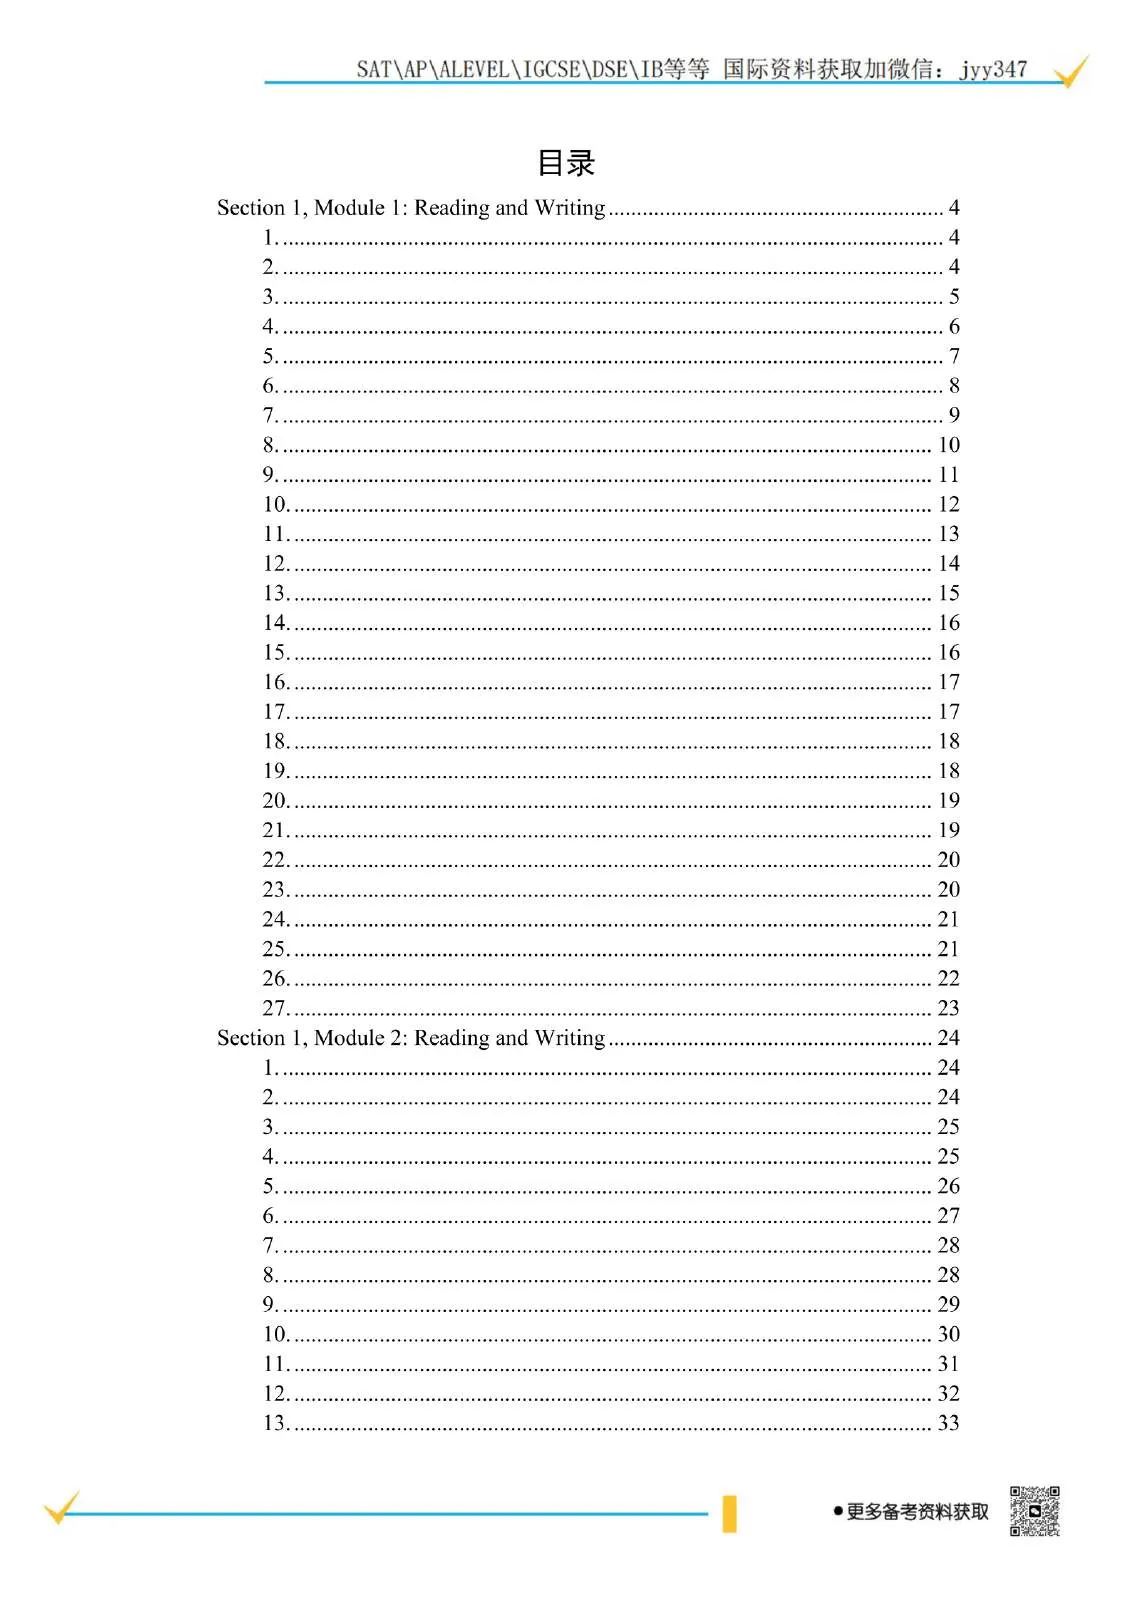 SAT\AP\ALEVEL\IGCSE\DSE\IB等等 国际资料获取加微信：jyy347
目录
Section 1, Module 1: Reading and Writing........................................................... 4
1. .................................................................................................................... 4
2. .................................................................................................................... 4
3. .................................................................................................................... 5
4. .................................................................................................................... 6
5. .................................................................................................................... 7
6. .................................................................................................................... 8
7. .................................................................................................................... 9
8. .................................................................................................................. 10
9. .................................................................................................................. 11
10. ................................................................................................................ 12
11. ................................................................................................................ 13
12. ................................................................................................................ 14
13. ................................................................................................................ 15
14. ................................................................................................................ 16
15. ................................................................................................................ 16
16. ................................................................................................................ 17
17. ................................................................................................................ 17
18. ................................................................................................................ 18
19. ................................................................................................................ 18
20. ................................................................................................................ 19
21. ................................................................................................................ 19
22. ................................................................................................................ 20
23. ................................................................................................................ 20
24. ................................................................................................................ 21
25. ................................................................................................................ 21
26. ................................................................................................................ 22
27. ................................................................................................................ 23
Section 1, Module 2: Reading and Writing......................................................... 24
1. .................................................................................................................. 24
2. .................................................................................................................. 24
3. .................................................................................................................. 25
4. .................................................................................................................. 25
5. .................................................................................................................. 26
6. .................................................................................................................. 27
7. .................................................................................................................. 28
8. .................................................................................................................. 28
9. .................................................................................................................. 29
10. ................................................................................................................ 30
11. ................................................................................................................ 31
12. ................................................................................................................ 32
13. ................................................................................................................ 33
●更多备考资料获取